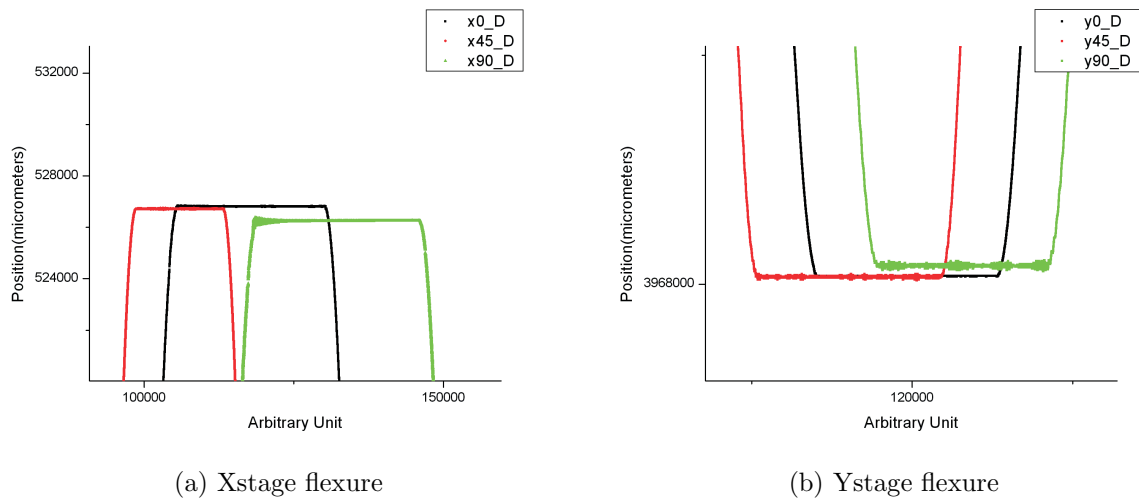 x0_D
x45_D
x90_D
532000
528000
524000
Position(micrometers)
100000
150000
Arbitrary Unit
(a) Xstage flexure
y0_D
y45_D
y90_D
3968000
Position(micrometers)
120000
Arbitrary Unit
(b) Ystage flexure